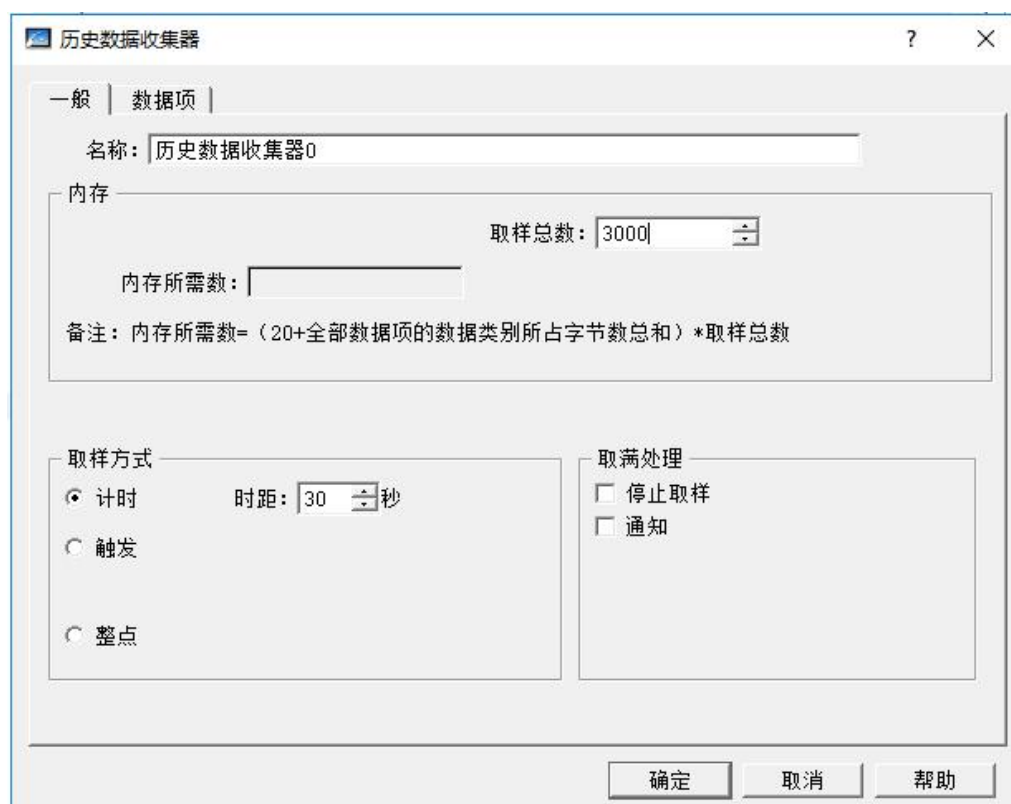 历史数据收集器 ?
一般 数据项
名称: 历史数据收集器0
内存
取样总数: 3000
内存所需数:
备注: 内存所需数=（20+全部数据项的数据类别所占字节数总和）*取样总数
取样方式
计时 时距: 30 秒
触发
整点
取满处理
停止取样
通知
确定 取消 帮助